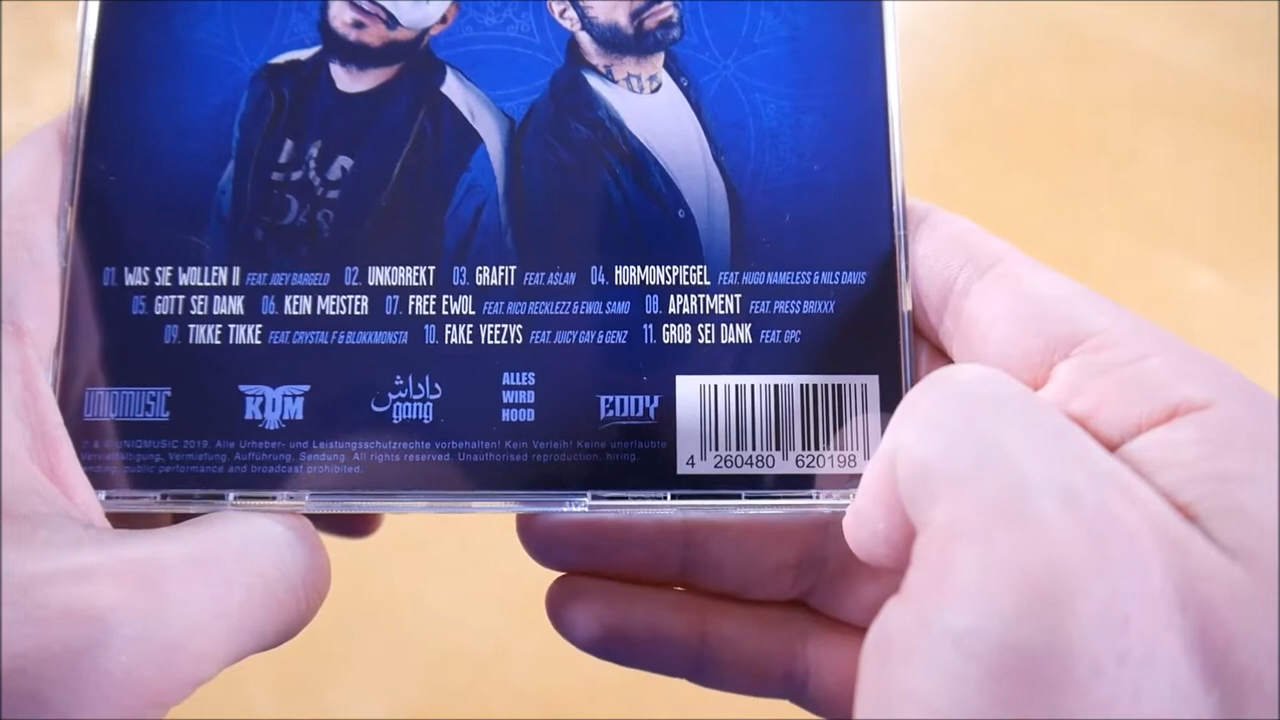 01. WAS SIE WOLLEN II FEAT. JOEY BARGELD 02. UNKORREKT 03. GRAFIT FEAT. ASLAN 04. HORMONSPIEGEL FEAT. HUGO NAMELESS & NILS DAVIS
05. GOTT SEI DANK 06. KEIN MEISTER 07. FREE EWOL FEAT. RICO RECKLEZZ & EWOL SAMO 08. APARTMENT FEAT. PRESS BRIXXX
09. TIKKE TIKKE FEAT. CRYSTAL F & BLOKKMONSTA 10. FAKE YEEZYS FEAT. JUICY GAY & GENZ 11. GROB SEI DANK FEAT. GPC
UNIQMUSIC
KDM
داداش
gang
ALLES
WIRD
HOOD
EDDY
℗ & © UNIQMUSIC 2019. Alle Urheber- und Leistungsschutzrechte vorbehalten! Kein Verleih! Keine unerlaubte
Vervielfältigung, Vermietung, Aufführung, Sendung. All rights reserved. Unauthorised reproduction, hiring,
lending, public performance and broadcast prohibited.
4 260480 620198